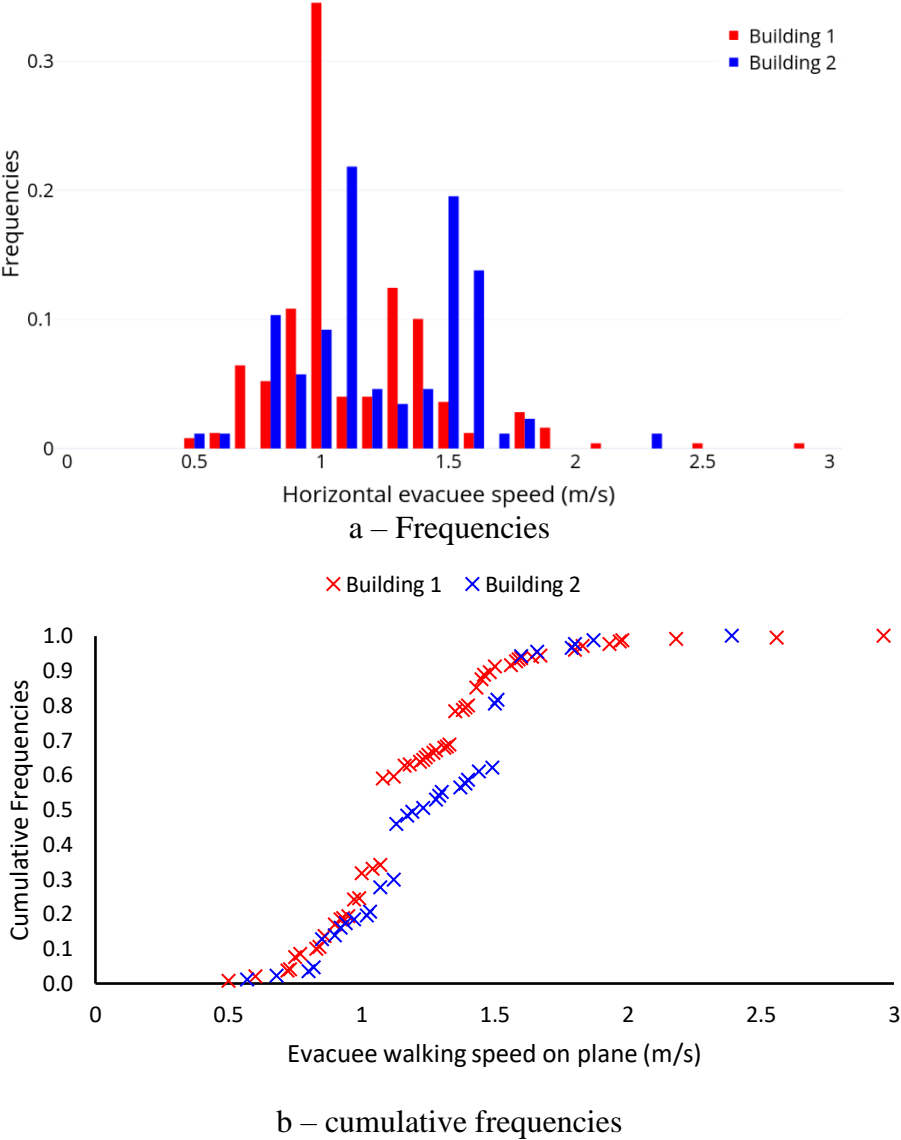 Building 1
Building 2
Frequencies
0.3
0.2
0.1
0
0 0.5 1 1.5 2 2.5 3
Horizontal evacuee speed (m/s)
a – Frequencies
Building 1 Building 2
Cumulative Frequencies
1.0
0.9
0.8
0.7
0.6
0.5
0.4
0.3
0.2
0.1
0.0
0 0.5 1 1.5 2 2.5 3
Evacuee walking speed on plane (m/s)
b – cumulative frequencies